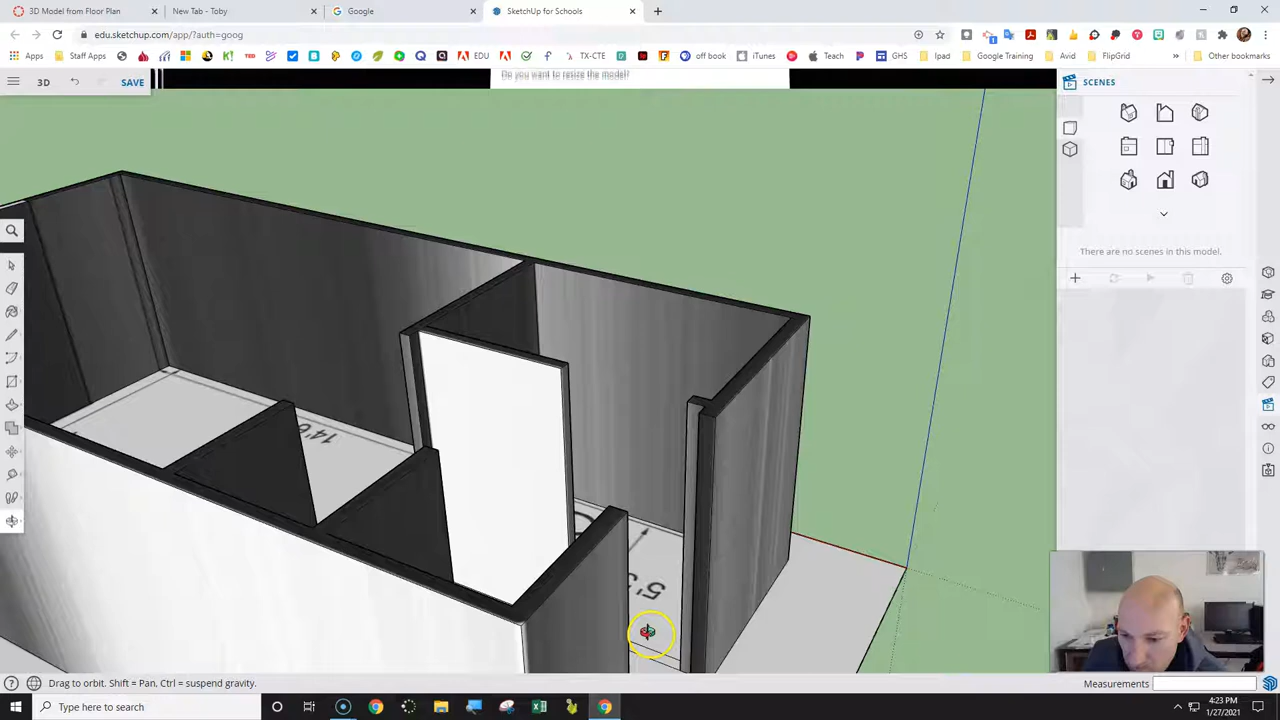 3D Model from Floor Plan
New Tab - Toby
Google
SketchUp for Schools
edu.sketchup.com/app/?auth=goog
Apps
Staff Apps
TED
EDU
TX-CTE
off book
iTunes
Teach
GHS
Ipad
Google Training
Avid
FlipGrid
Other bookmarks
3D
SAVE
Do you want to resize the model?
SCENES
There are no scenes in this model.
Drag to orbit. Shift = Pan, Ctrl = suspend gravity.
Measurements
Type here to search
4:23 PM
1/27/2021